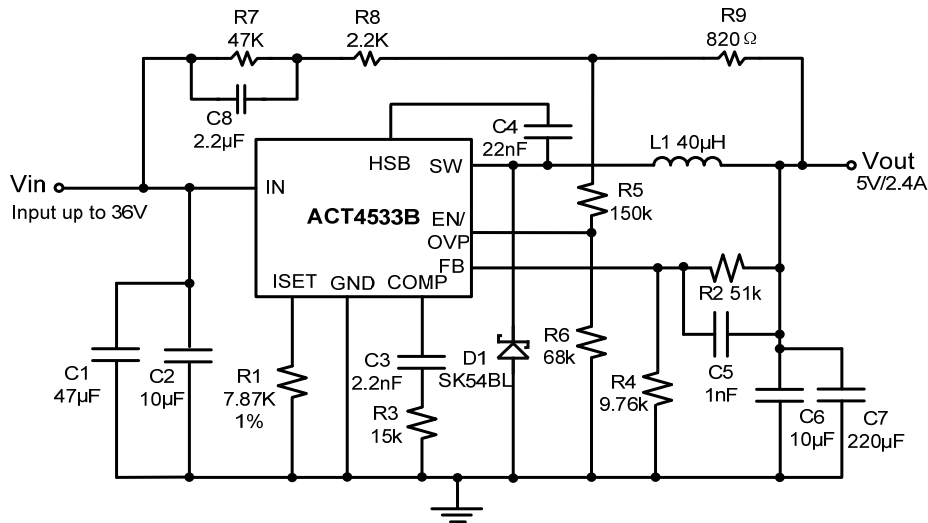 R7
47K
R8
2.2K
R9
820 Ω
C8
2.2µF
C4
22nF
L1 40µH
HSB
SW
Vin
Input up to 36V
IN
ACT4533B
EN/
OVP
FB
ISET
GND
COMP
Vout
5V/2.4A
R5
150k
R2 51k
C1
47µF
C2
10µF
R1
7.87K
1%
C3
2.2nF
R3
15k
D1
SK54BL
R6
68k
R4
9.76k
C5
1nF
C6
10µF
C7
220µF